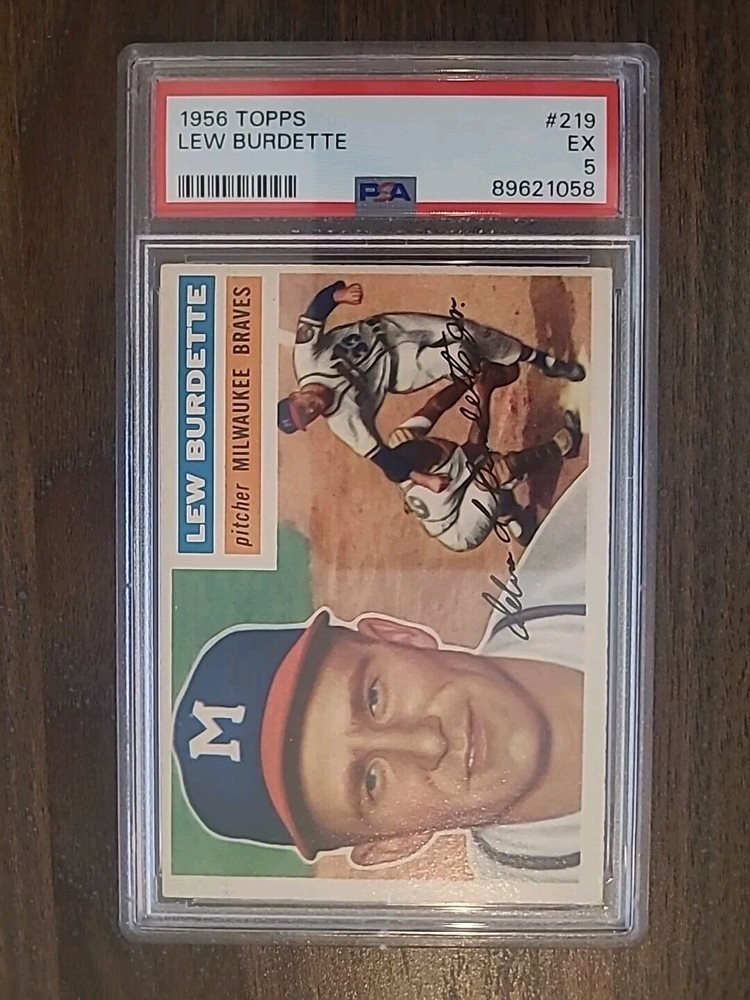 1956 TOPPS
#219
LEW BURDETTE
EX
5
PSA
89621058
LEW BURDETTE
pitcher MILWAUKEE BRAVES
M